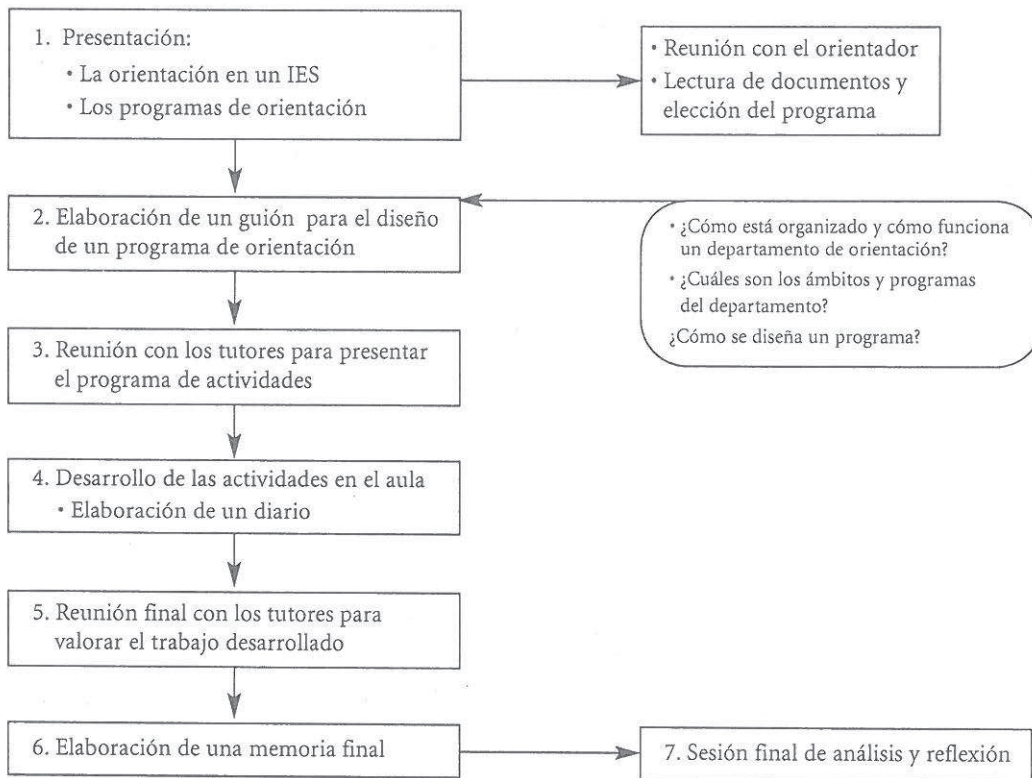 1. Presentación:
• La orientación en un IES
• Los programas de orientación
• Reunión con el orientador
• Lectura de documentos y
elección del programa
2. Elaboración de un guión para el diseño
de un programa de orientación
• ¿Cómo está organizado y cómo funciona
un departamento de orientación?
• ¿Cuáles son los ámbitos y programas
del departamento?
¿Cómo se diseña un programa?
3. Reunión con los tutores para presentar
el programa de actividades
4. Desarrollo de las actividades en el aula
• Elaboración de un diario
5. Reunión final con los tutores para
valorar el trabajo desarrollado
6. Elaboración de una memoria final
7. Sesión final de análisis y reflexión